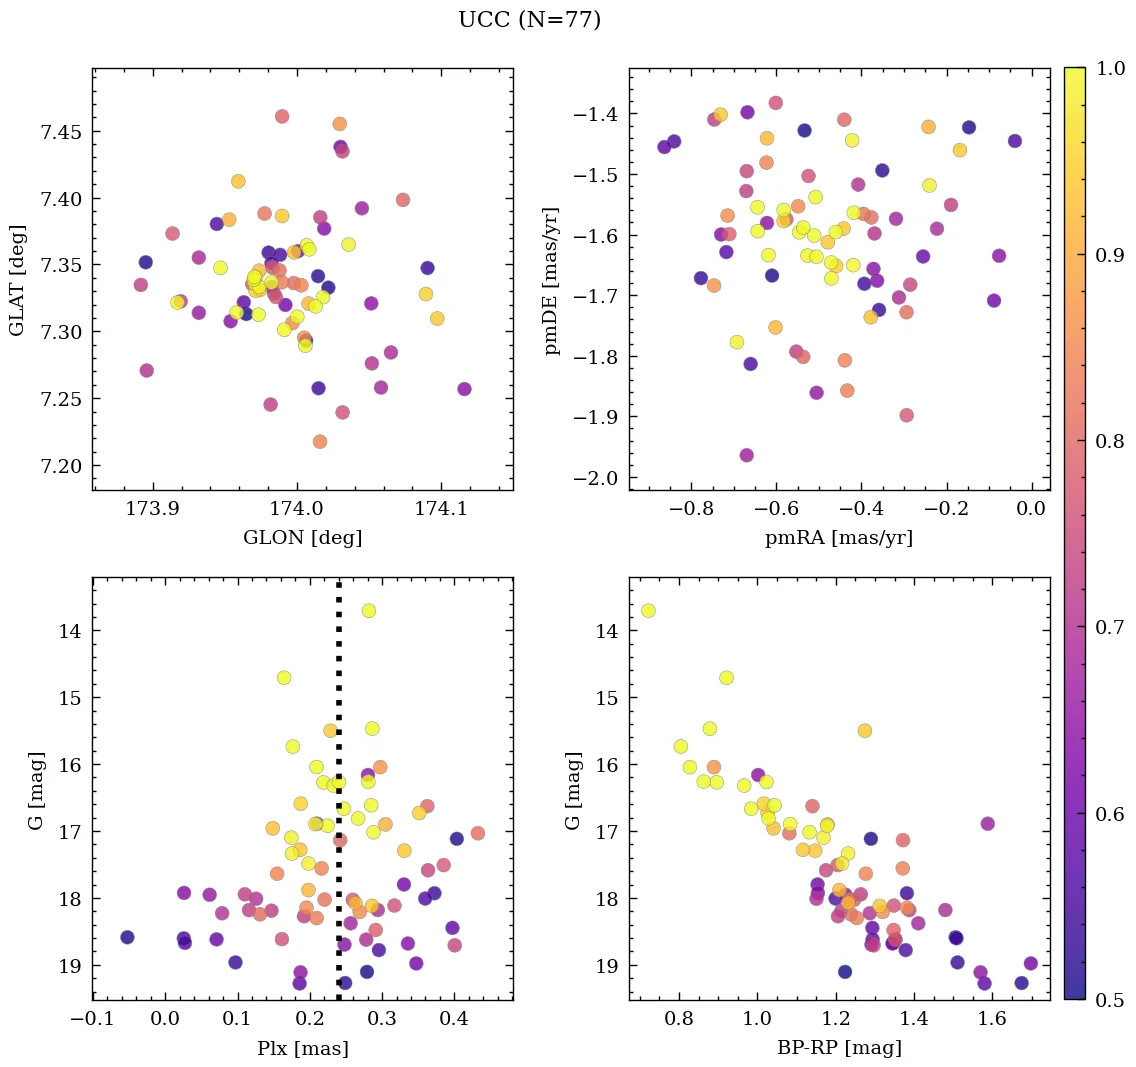 UCC (N=77)
7.45
7.40
7.35
7.30
7.25
7.20
GLAT [deg]
173.9 174.0 174.1
GLON [deg]
−1.4
−1.5
−1.6
−1.7
−1.8
−1.9
−2.0
pmDE [mas/yr]
−0.8 −0.6 −0.4 −0.2 0.0
pmRA [mas/yr]
14
15
16
17
18
19
G [mag]
−0.1 0.0 0.1 0.2 0.3 0.4
Plx [mas]
14
15
16
17
18
19
G [mag]
0.8 1.0 1.2 1.4 1.6
BP-RP [mag]
1.0
0.9
0.8
0.7
0.6
0.5